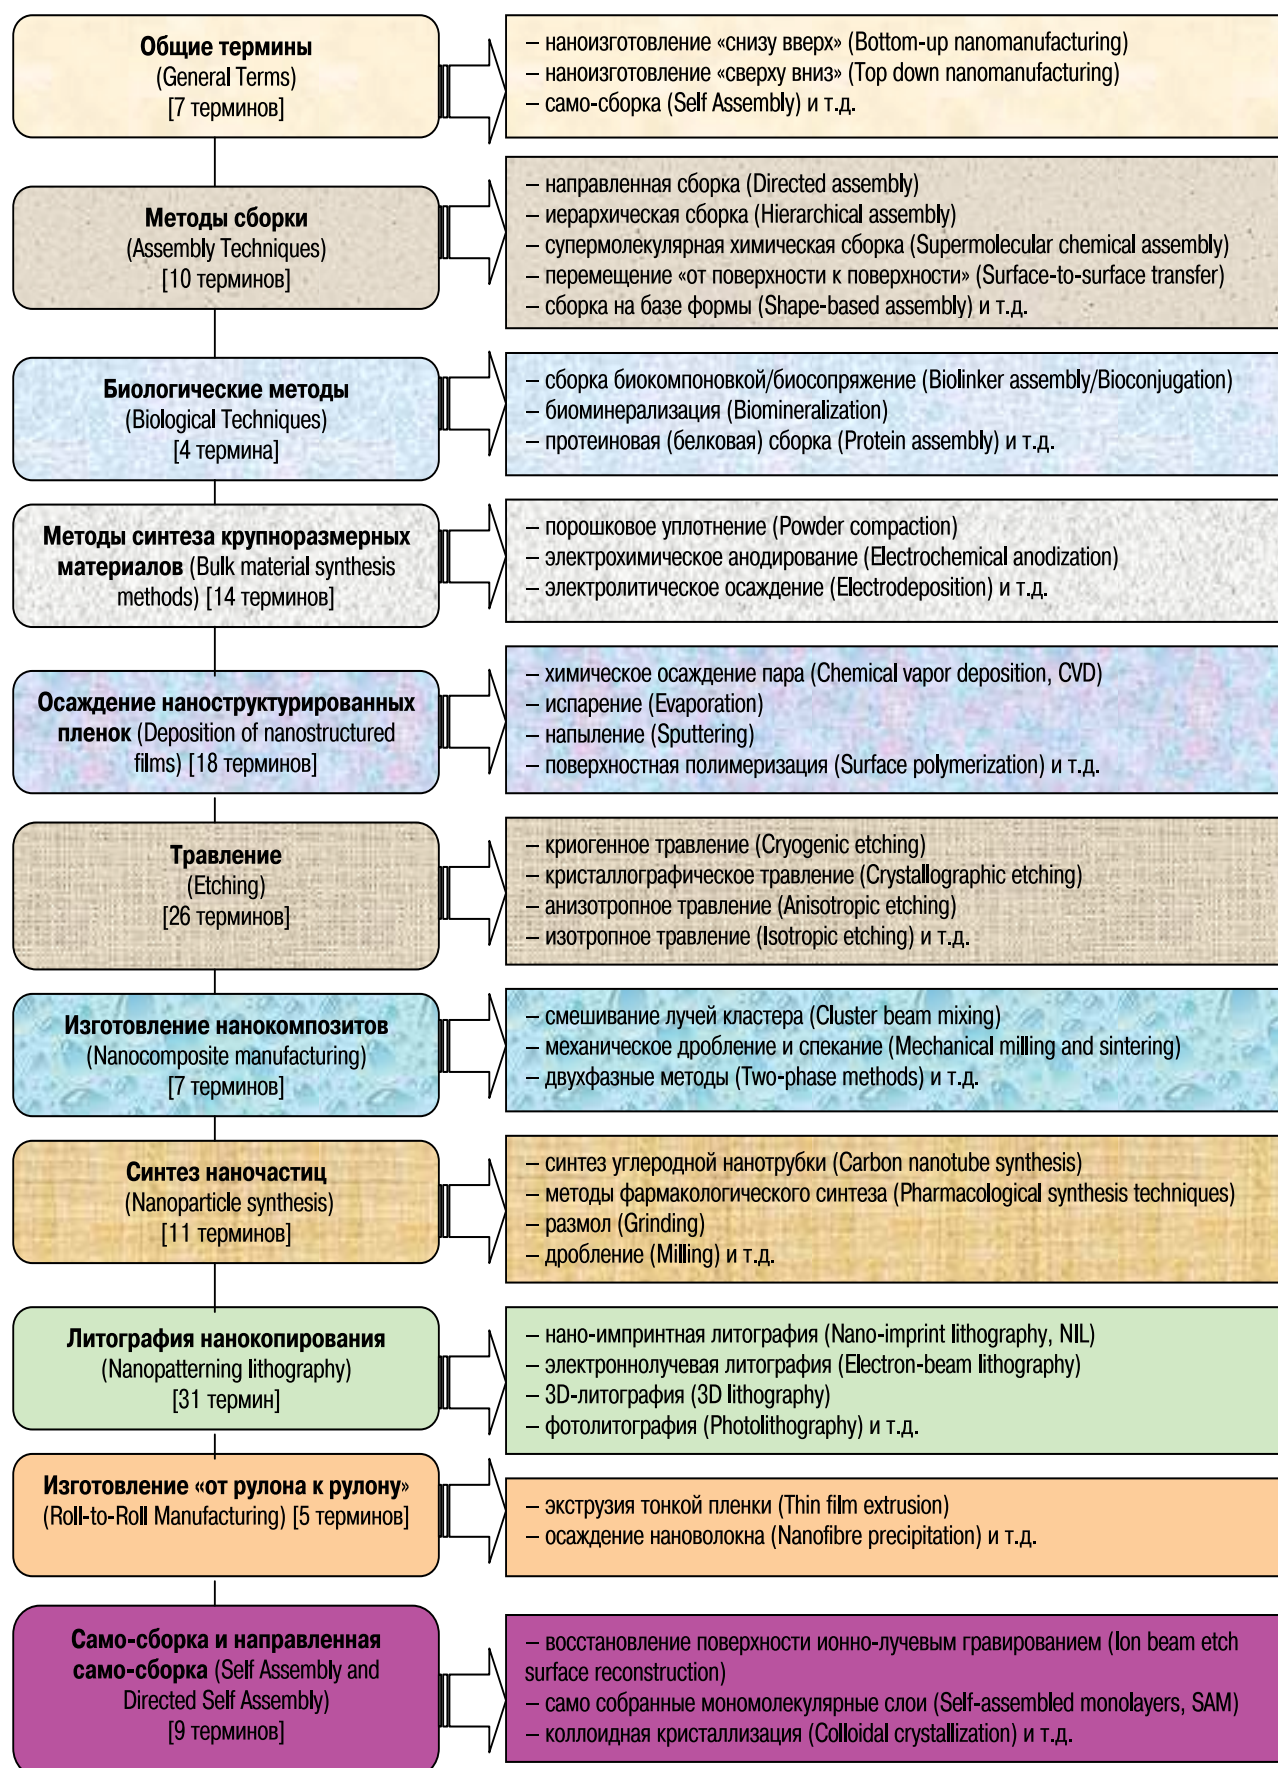 Общие термины
(General Terms)
[7 терминов]
– наноизготовление «снизу вверх» (Bottom-up nanomanufacturing)
– наноизготовление «сверху вниз» (Top down nanomanufacturing)
– само-сборка (Self Assembly) и т.д.
Методы сборки
(Assembly Techniques)
[10 терминов]
– направленная сборка (Directed assembly)
– иерархическая сборка (Hierarchical assembly)
– супермолекулярная химическая сборка (Supermolecular chemical assembly)
– перемещение «от поверхности к поверхности» (Surface-to-surface transfer)
– сборка на базе формы (Shape-based assembly) и т.д.
Биологические методы
(Biological Techniques)
[4 термина]
– сборка биокомпоновкой/биосопряжение (Biolinker assembly/Bioconjugation)
– биоминерализация (Biomineralization)
– протеиновая (белковая) сборка (Protein assembly) и т.д.
Методы синтеза крупноразмерных
материалов (Bulk material synthesis
methods) [14 терминов]
– порошковое уплотнение (Powder compaction)
– электрохимическое анодирование (Electrochemical anodization)
– электролитическое осаждение (Electrodeposition) и т.д.
Осаждение наноструктурированных
пленок (Deposition of nanostructured
films) [18 терминов]
– химическое осаждение пара (Chemical vapor deposition, CVD)
– испарение (Evaporation)
– напыление (Sputtering)
– поверхностная полимеризация (Surface polymerization) и т.д.
Травление
(Etching)
[26 терминов]
– криогенное травление (Cryogenic etching)
– кристаллографическое травление (Crystallographic etching)
– анизотропное травление (Anisotropic etching)
– изотропное травление (Isotropic etching) и т.д.
Изготовление нанокомпозитов
(Nanocomposite manufacturing)
[7 терминов]
– смешивание лучей кластера (Cluster beam mixing)
– механическое дробление и спекание (Mechanical milling and sintering)
– двухфазные методы (Two-phase methods) и т.д.
Синтез наночастиц
(Nanoparticle synthesis)
[11 терминов]
– синтез углеродной нанотрубки (Carbon nanotube synthesis)
– методы фармакологического синтеза (Pharmacological synthesis techniques)
– размол (Grinding)
– дробление (Milling) и т.д.
Литография нанокопирования
(Nanopatterning lithography)
[31 термин]
– нано-импринтная литография (Nano-imprint lithography, NIL)
– электроннолучевая литография (Electron-beam lithography)
– 3D-литография (3D lithography)
– фотолитография (Photolithography) и т.д.
Изготовление «от рулона к рулону»
(Roll-to-Roll Manufacturing) [5 терминов]
– экструзия тонкой пленки (Thin film extrusion)
– осаждение нановолокна (Nanofibre precipitation) и т.д.
Само-сборка и направленная
само-сборка (Self Assembly and
Directed Self Assembly)
[9 терминов]
– восстановление поверхности ионно-лучевым гравированием (Ion beam etch
surface reconstruction)
– само собранные мономолекулярные слои (Self-assembled monolayers, SAM)
– коллоидная кристаллизация (Colloidal crystallization) и т.д.